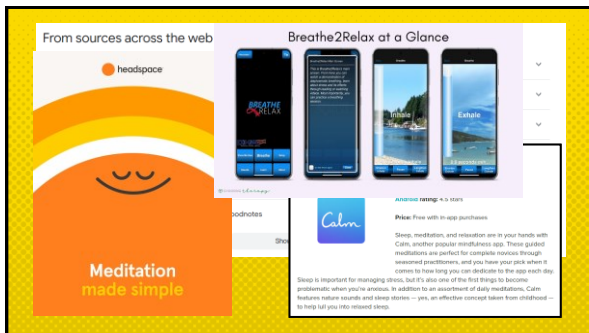 From sources across the web
Breathe2Relax at a Glance
headspace
BREATHE
RELAX
Inhale
Exhale
Meditation
made simple
oodnotes
Calm
Android rating: 4.5 stars
Price: Free with in-app purchases
Sleep, meditation, and relaxation are in your hands with
Calm, another popular mindfulness app. These guided
meditations are perfect for complete novices through
seasoned practitioners, and you have your pick when it
comes to how long you can dedicate to the app each day.
Sleep is important for managing stress, but it's also one of the first things to become
problematic when you're anxious. In addition to an assortment of daily meditations, Calm
features nature sounds and sleep stories — yes, an effective concept taken from childhood —
to help lull you into relaxed sleep.